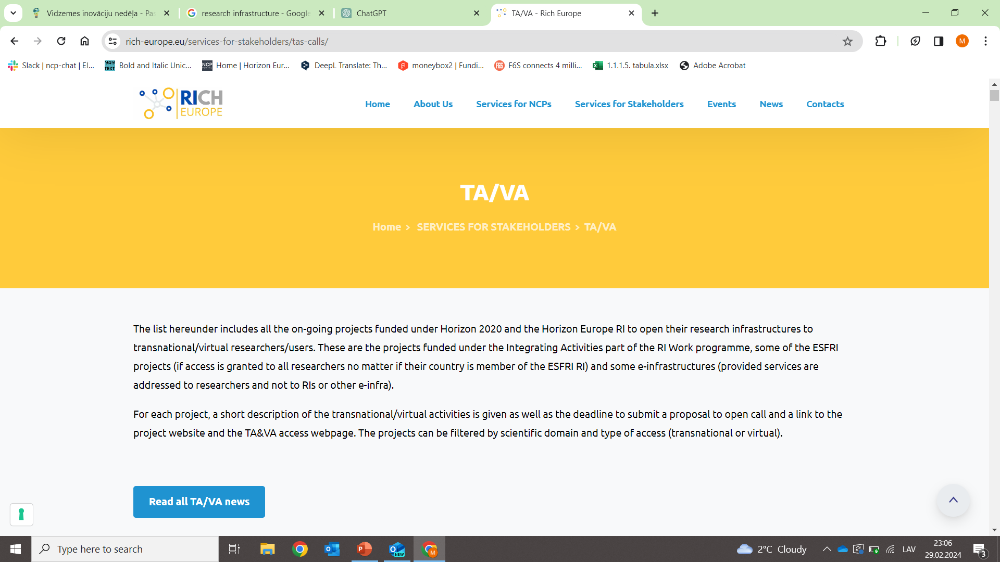 Vidzemes inovāciju nedēļa - Pas
research infrastructure - Google
ChatGPT
TA/VA - Rich Europe
rich-europe.eu/services-for-stakeholders/tas-calls/
M
Slack | ncp-chat | El...
YAY TEXT
Bold and Italic Unic...
NCP PORTAL
Home | Horizon Eur...
DeepL Translate: Th...
moneybox2 | Fundi...
F6S
F6S connects 4 milli...
1.1.1.5. tabula.xlsx
Adobe Acrobat
RICH
EUROPE
Home
About Us
Services for NCPs
Services for Stakeholders
Events
News
Contacts
TA/VA
Home > SERVICES FOR STAKEHOLDERS > TA/VA
The list hereunder includes all the on-going projects funded under Horizon 2020 and the Horizon Europe RI to open their research infrastructures to
transnational/virtual researchers/users. These are the projects funded under the Integrating Activities part of the RI Work programme, some of the ESFRI
projects (if access is granted to all researchers no matter if their country is member of the ESFRI RI) and some e-infrastructures (provided services are
addressed to researchers and not to RIs or other e-infra).
For each project, a short description of the transnational/virtual activities is given as well as the deadline to submit a proposal to open call and a link to the
project website and the TA&VA access webpage. The projects can be filtered by scientific domain and type of access (transnational or virtual).
Read all TA/VA news
Type here to search
NEW
M
2°C Cloudy
LAV
23:06
29.02.2024
3